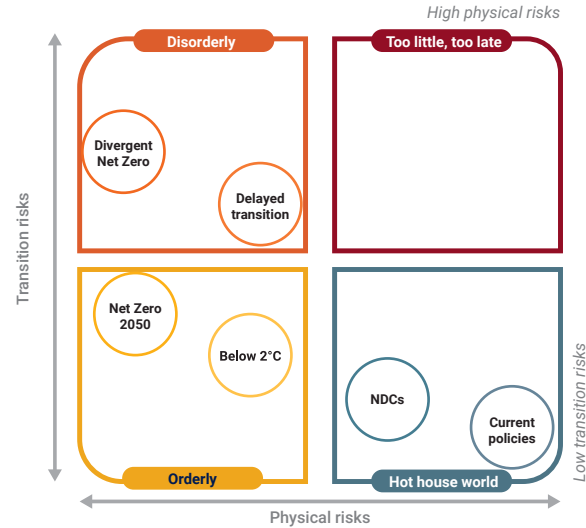 High physical risks
Disorderly
Too little, too late
Divergent
Net Zero
Delayed
transition
Transition risks
Net Zero
2050
Below 2°C
NDCs
Current
policies
Low transition risks
Orderly
Hot house world
Physical risks